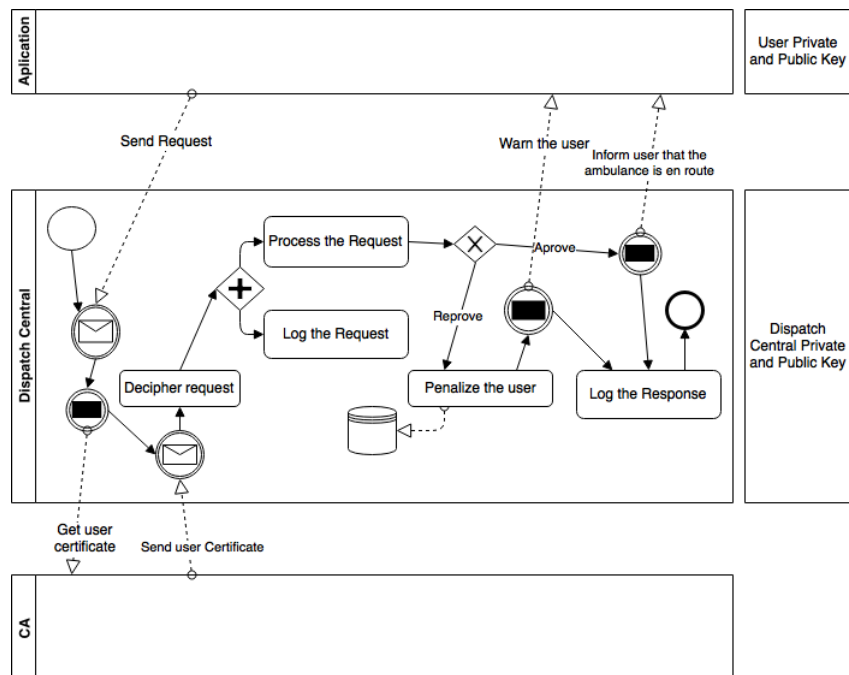 Aplication
User Private
and Public Key
Send Request
Warn the user
Inform user that the
ambulance is en route
Dispatch Central
Process the Request
Aprove
Log the Request
Reprove
Decipher request
Penalize the user
Log the Response
Dispatch
Central Private
and Public Key
Get user
certificate
Send user Certificate
CA